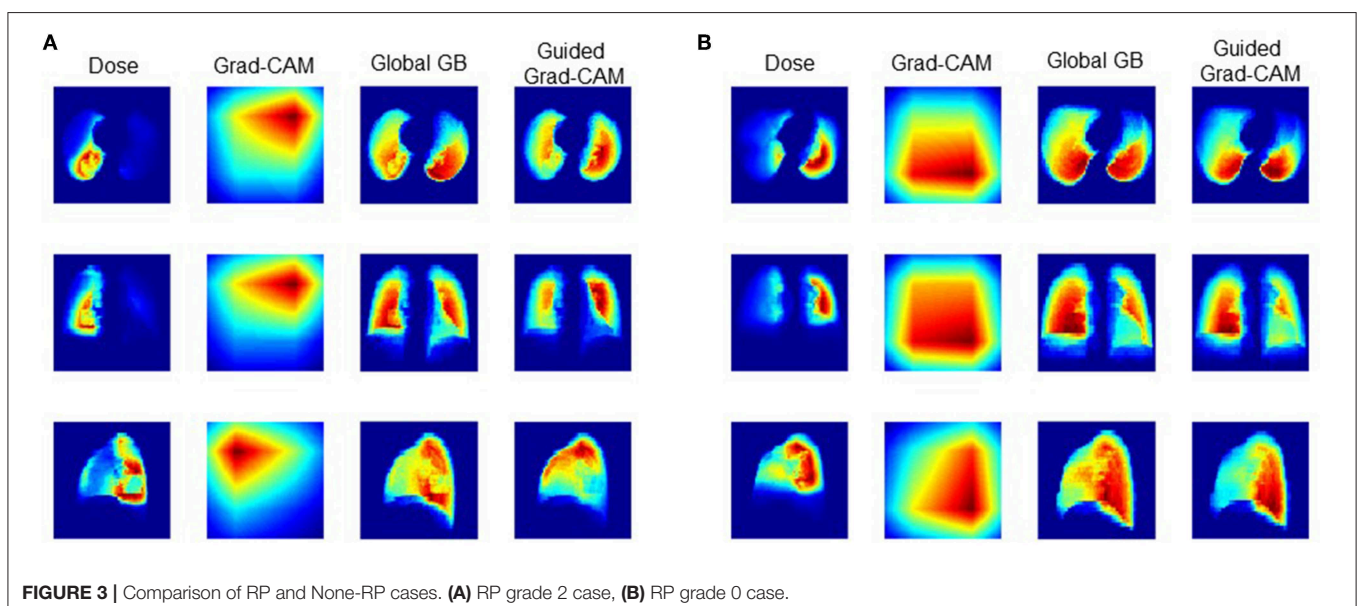 A
Dose
Grad-CAM
Global GB
Guided
Grad-CAM
B
Dose
Grad-CAM
Global GB
Guided
Grad-CAM
FIGURE 3 | Comparison of RP and None-RP cases. (A) RP grade 2 case, (B) RP grade 0 case.